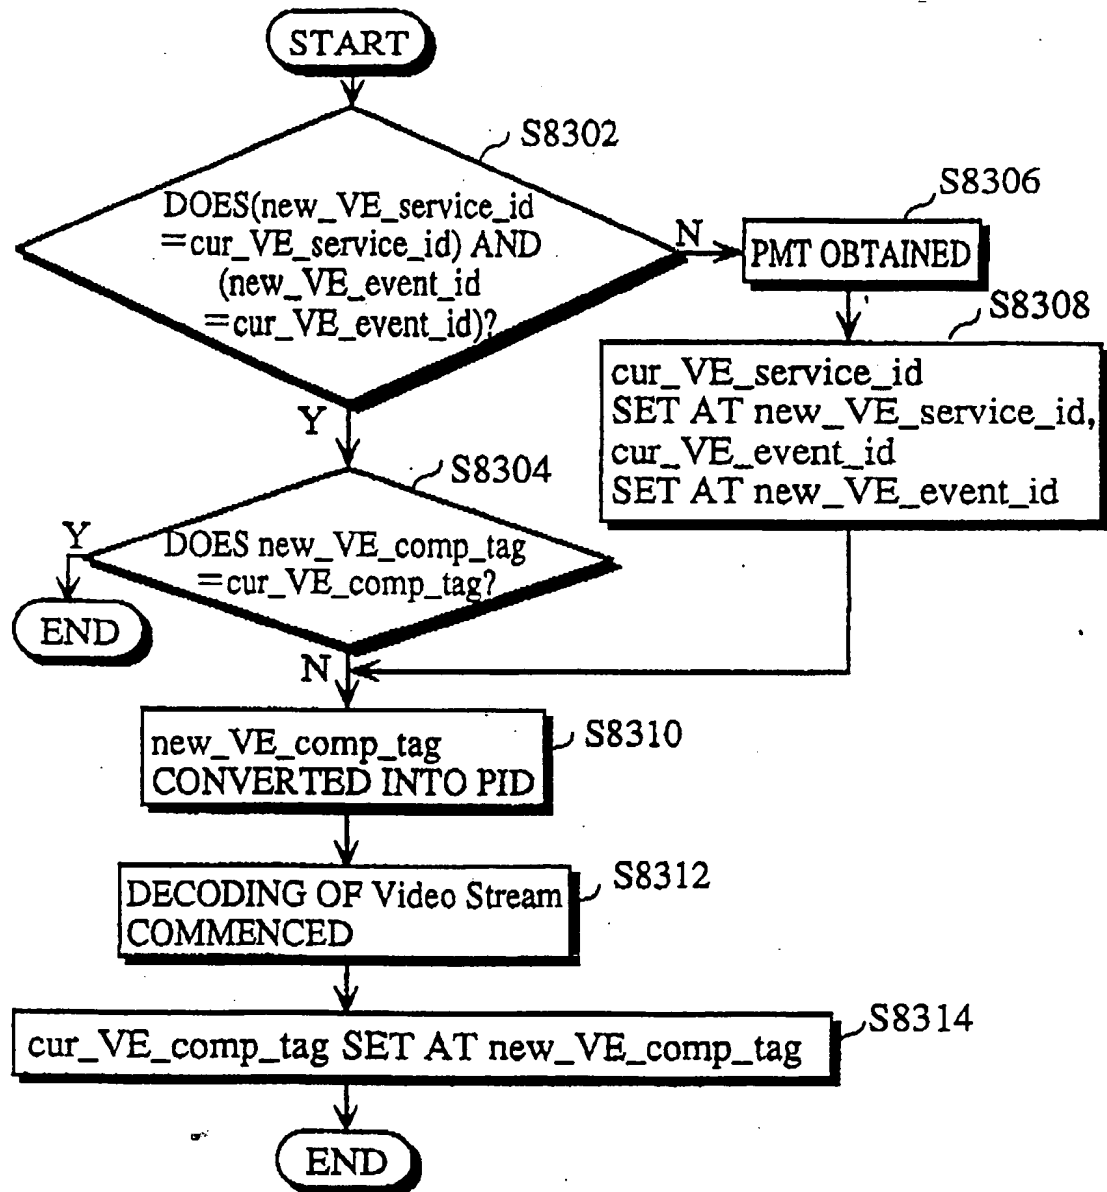 START
S8302
DOES(new_VE_service_id
=cur_VE_service_id) AND
(new_VE_event_id
=cur_VE_event_id)?
N
S8306
PMT OBTAINED
S8308
cur_VE_service_id
SET AT new_VE_service_id,
cur_VE_event_id
SET AT new_VE_event_id
Y
S8304
DOES new_VE_comp_tag
=cur_VE_comp_tag?
Y
END
N
S8310
new_VE_comp_tag
CONVERTED INTO PID
S8312
DECODING OF Video Stream
COMMENCED
S8314
cur_VE_comp_tag SET AT new_VE_comp_tag
END